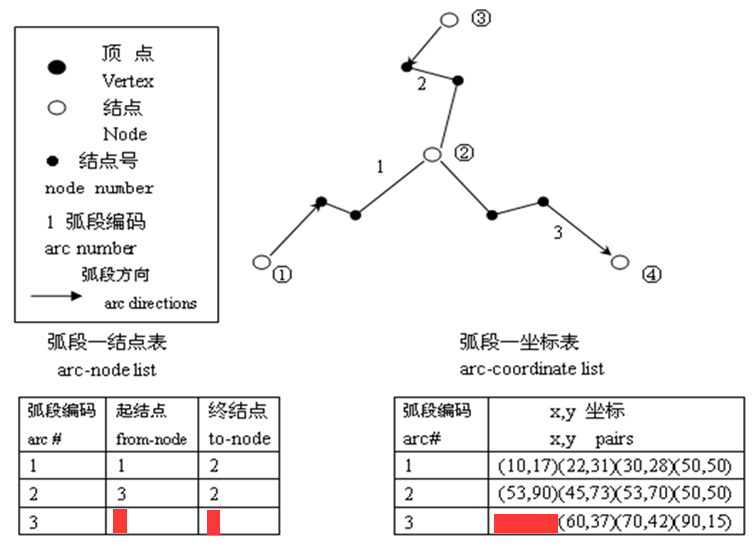 顶 点
Vertex
结点
Node
结点号
node number
1 弧段编码
arc number
弧段方向
arc directions
③
2
②
1
3
①
④
弧段—结点表
arc-node list
弧段编码 起结点 终结点
arc # from-node to-node
1 1 2
2 3 2
3
弧段—坐标表
arc-coordinate list
弧段编码 x,y 坐标
arc# x,y pairs
1 (10,17)(22,31)(30,28)(50,50)
2 (53,90)(45,73)(53,70)(50,50)
3 (60,37)(70,42)(90,15)